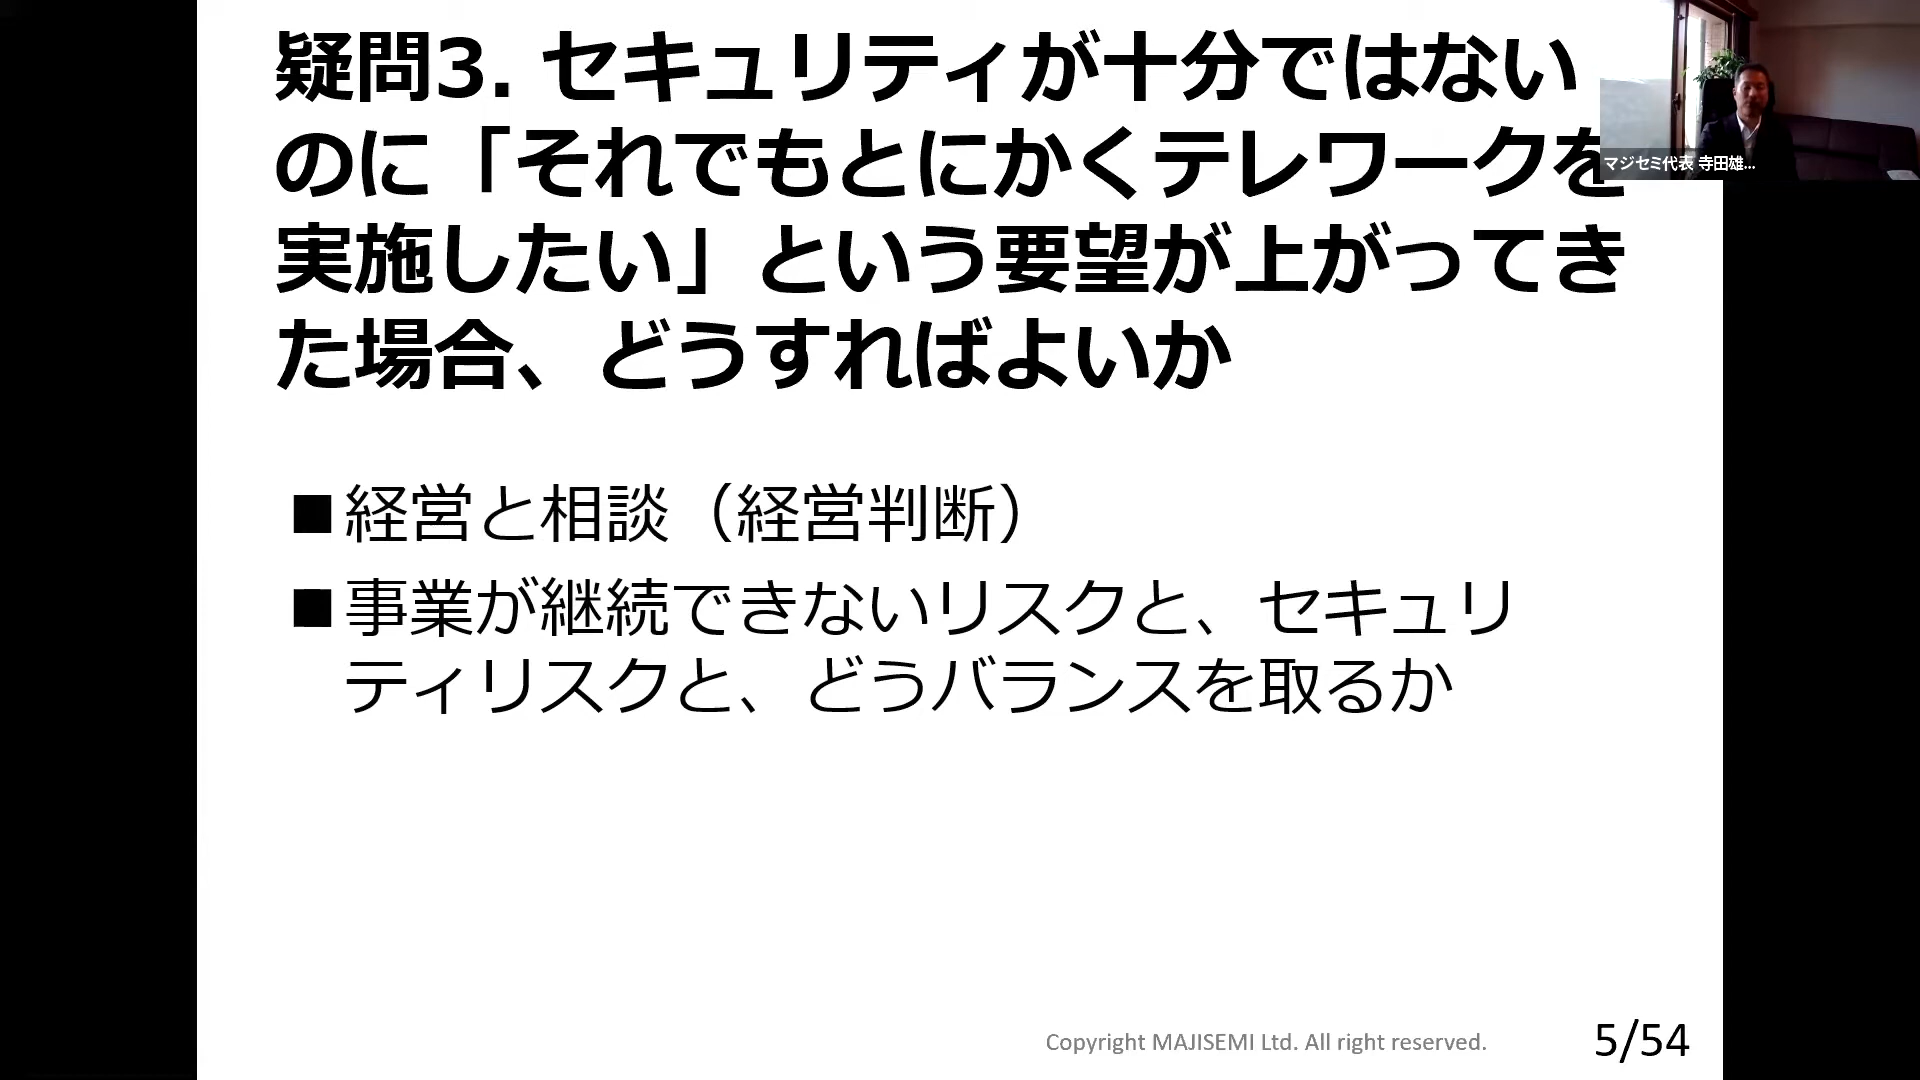 疑問3. セキュリティが十分ではない
のに「それでもとにかくテレワークを
実施したい」という要望が上がってき
た場合、どうすればよいか
マジセミ代表 寺田雄...
■経営と相談（経営判断）
■事業が継続できないリスクと、セキュリ
ティリスクと、どうバランスを取るか
Copyright MAJISEMI Ltd. All right reserved.
5/54